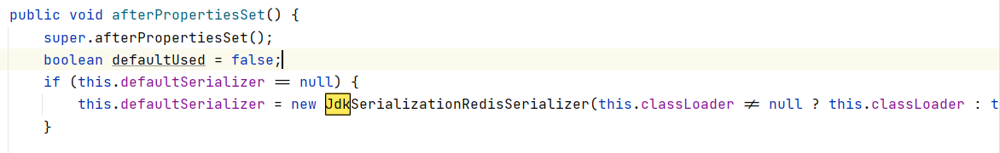 public void afterPropertiesSet() {
super.afterPropertiesSet();
boolean defaultUsed = false;
if (this.defaultSerializer == null) {
this.defaultSerializer = new JdkSerializationRedisSerializer(this.classLoader != null ? this.classLoader : t
}